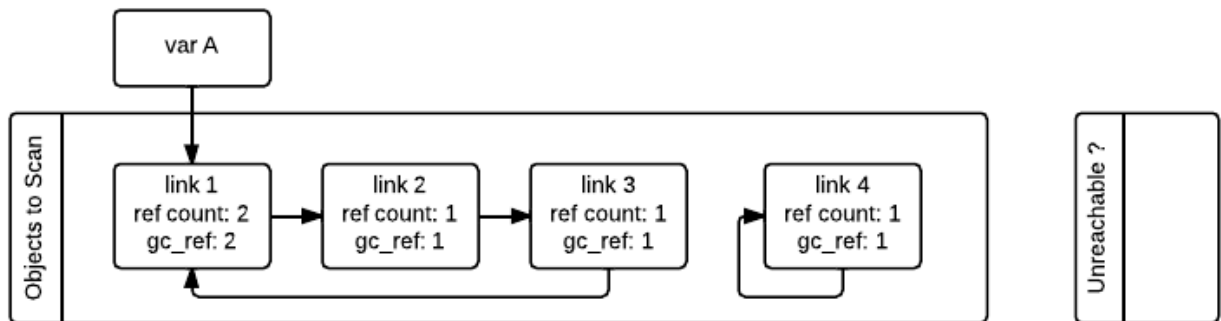 var A
Objects to Scan
link 1
ref count: 2
gc_ref: 2
link 2
ref count: 1
gc_ref: 1
link 3
ref count: 1
gc_ref: 1
link 4
ref count: 1
gc_ref: 1
Unreachable ?